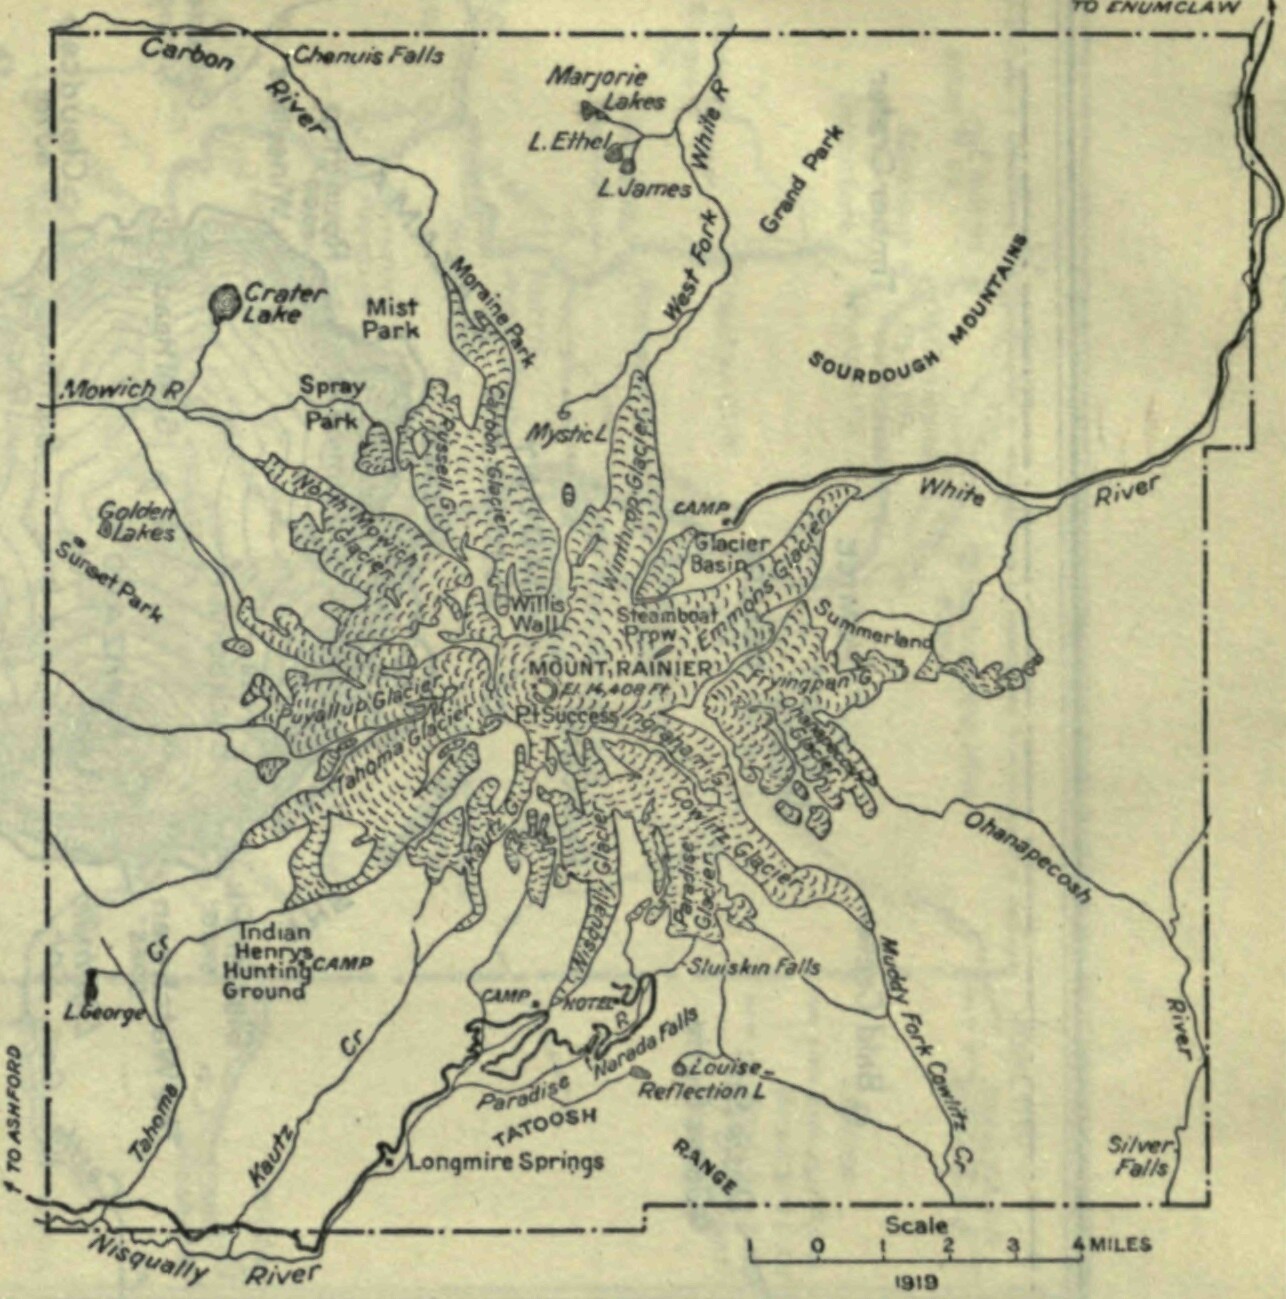 TO ENUMCLAW
Carbon
River
Chenuis Falls
Marjorie
Lakes
L. Ethel
L. James
West Fork
White R
Grand Park
SOURDOUGH MOUNTAINS
Crater
Lake
Mist
Park
Moraine Park
Mowich R
Spray
Park
Mystic L
Russell G.
Carbon Glacier
Winthrop Glacier
CAMP
Glacier
Basin
White
River
Golden
Lakes
Sunset Park
North Mowich
Glacier
Willis
Wall
Steamboat
Prow
Emmons Glacier
Summerland
MOUNT RAINIER
El. 14,408 Ft.
Fryingpan G.
Puyallup Glacier
Pt Success
Ingraham G.
Ohanapecosh
Glacier
Tahoma Glacier
Kautz G.
Nisqually Glacier
Cowlitz Glacier
Paradise
Glacier
Ohanapecosh
River
Indian
Henrys
Hunting
Ground
CAMP
Cr
L. George
Tahoma
Cr
Kautz
CAMP
HOTEL
Sluiskin Falls
Muddy Fork Cowlitz Cr
Paradise
R
Narada Falls
Louise
Reflection L
TATOOSH
RANGE
Longmire Springs
Silver
Falls
TO ASHFORD
Nisqually
River
Scale
1 0 1 2 3 4 MILES
1919